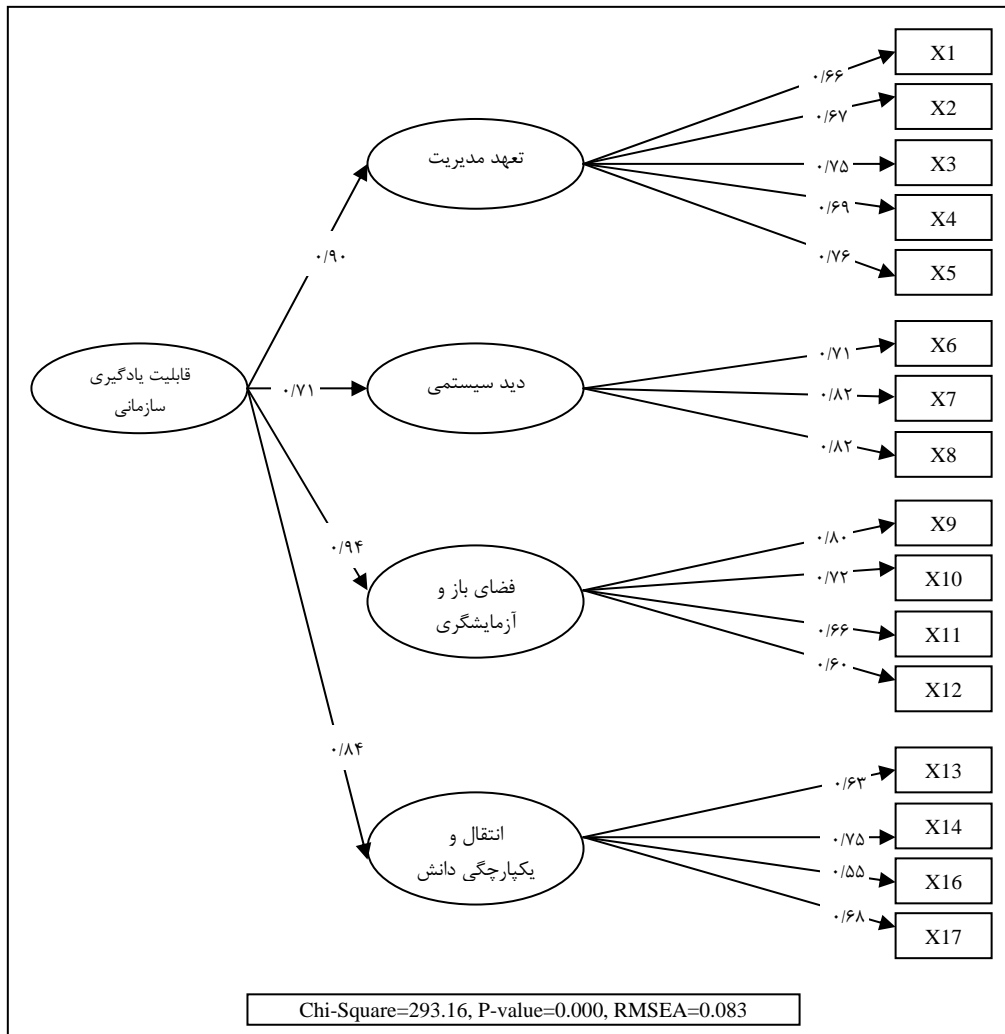 X1
۰/۶۶
X2
۰/۶۷
تعهد مدیریت
X3
۰/۷۵
X4
۰/۶۹
X5
۰/۷۶
۰/۹۰
X6
۰/۷۱
قابلیت یادگیری
سازمانی
۰/۷۱
دید سیستمی
X7
۰/۸۲
X8
۰/۸۲
X9
۰/۸۰
۰/۹۴
فضای باز و
آزمایشگری
X10
۰/۷۲
X11
۰/۶۶
X12
۰/۶۰
۰/۸۴
X13
۰/۶۳
انتقال و
یکپارچگی دانش
X14
۰/۷۵
X16
۰/۵۵
X17
۰/۶۸
Chi-Square=293.16, P-value=0.000, RMSEA=0.083